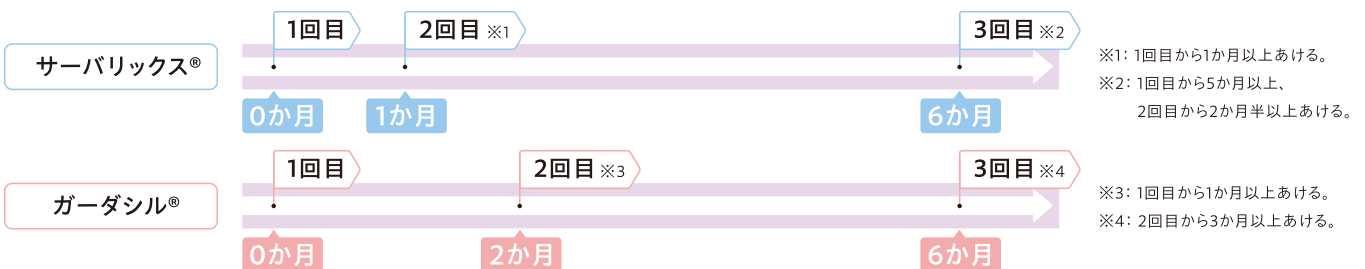 サーバリックス®
1回目
2回目 ※1
3回目 ※2
0か月
1か月
6か月
※1: 1回目から1か月以上あける。
※2: 1回目から5か月以上、
2回目から2か月半以上あける。
ガーダシル®
1回目
2回目 ※3
3回目 ※4
0か月
2か月
6か月
※3: 1回目から1か月以上あける。
※4: 2回目から3か月以上あける。